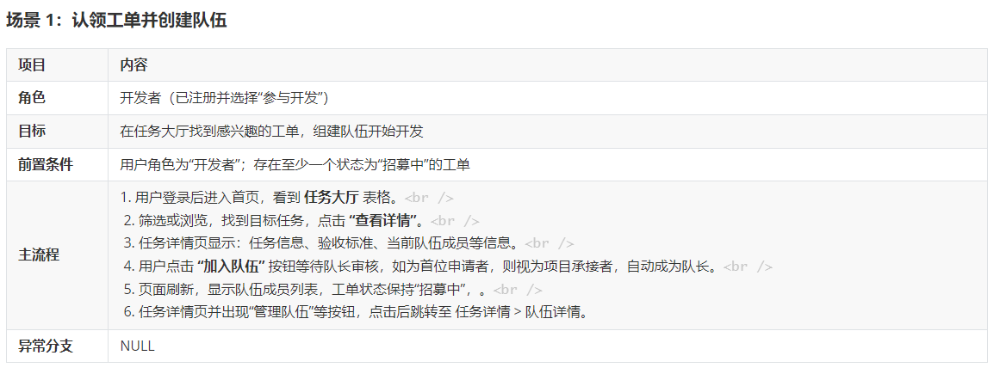 场景 1：认领工单并创建队伍
项目 内容
角色 开发者（已注册并选择“参与开发”）
目标 在任务大厅找到感兴趣的工单，组建队伍开始开发
前置条件 用户角色为“开发者”；存在至少一个状态为“招募中”的工单
主流程
1. 用户登录后进入首页，看到 任务大厅 表格。<br />
2. 筛选或浏览，找到目标任务，点击 “查看详情”。<br />
3. 任务详情页显示：任务信息、验收标准、当前队伍成员等信息。<br />
4. 用户点击 “加入队伍” 按钮等待队长审核，如为首位申请者，则视为项目承接者，自动成为队长。<br />
5. 页面刷新，显示队伍成员列表，工单状态保持“招募中”，。<br />
6. 任务详情页并出现“管理队伍”等按钮，点击后跳转至 任务详情 > 队伍详情。
异常分支 NULL